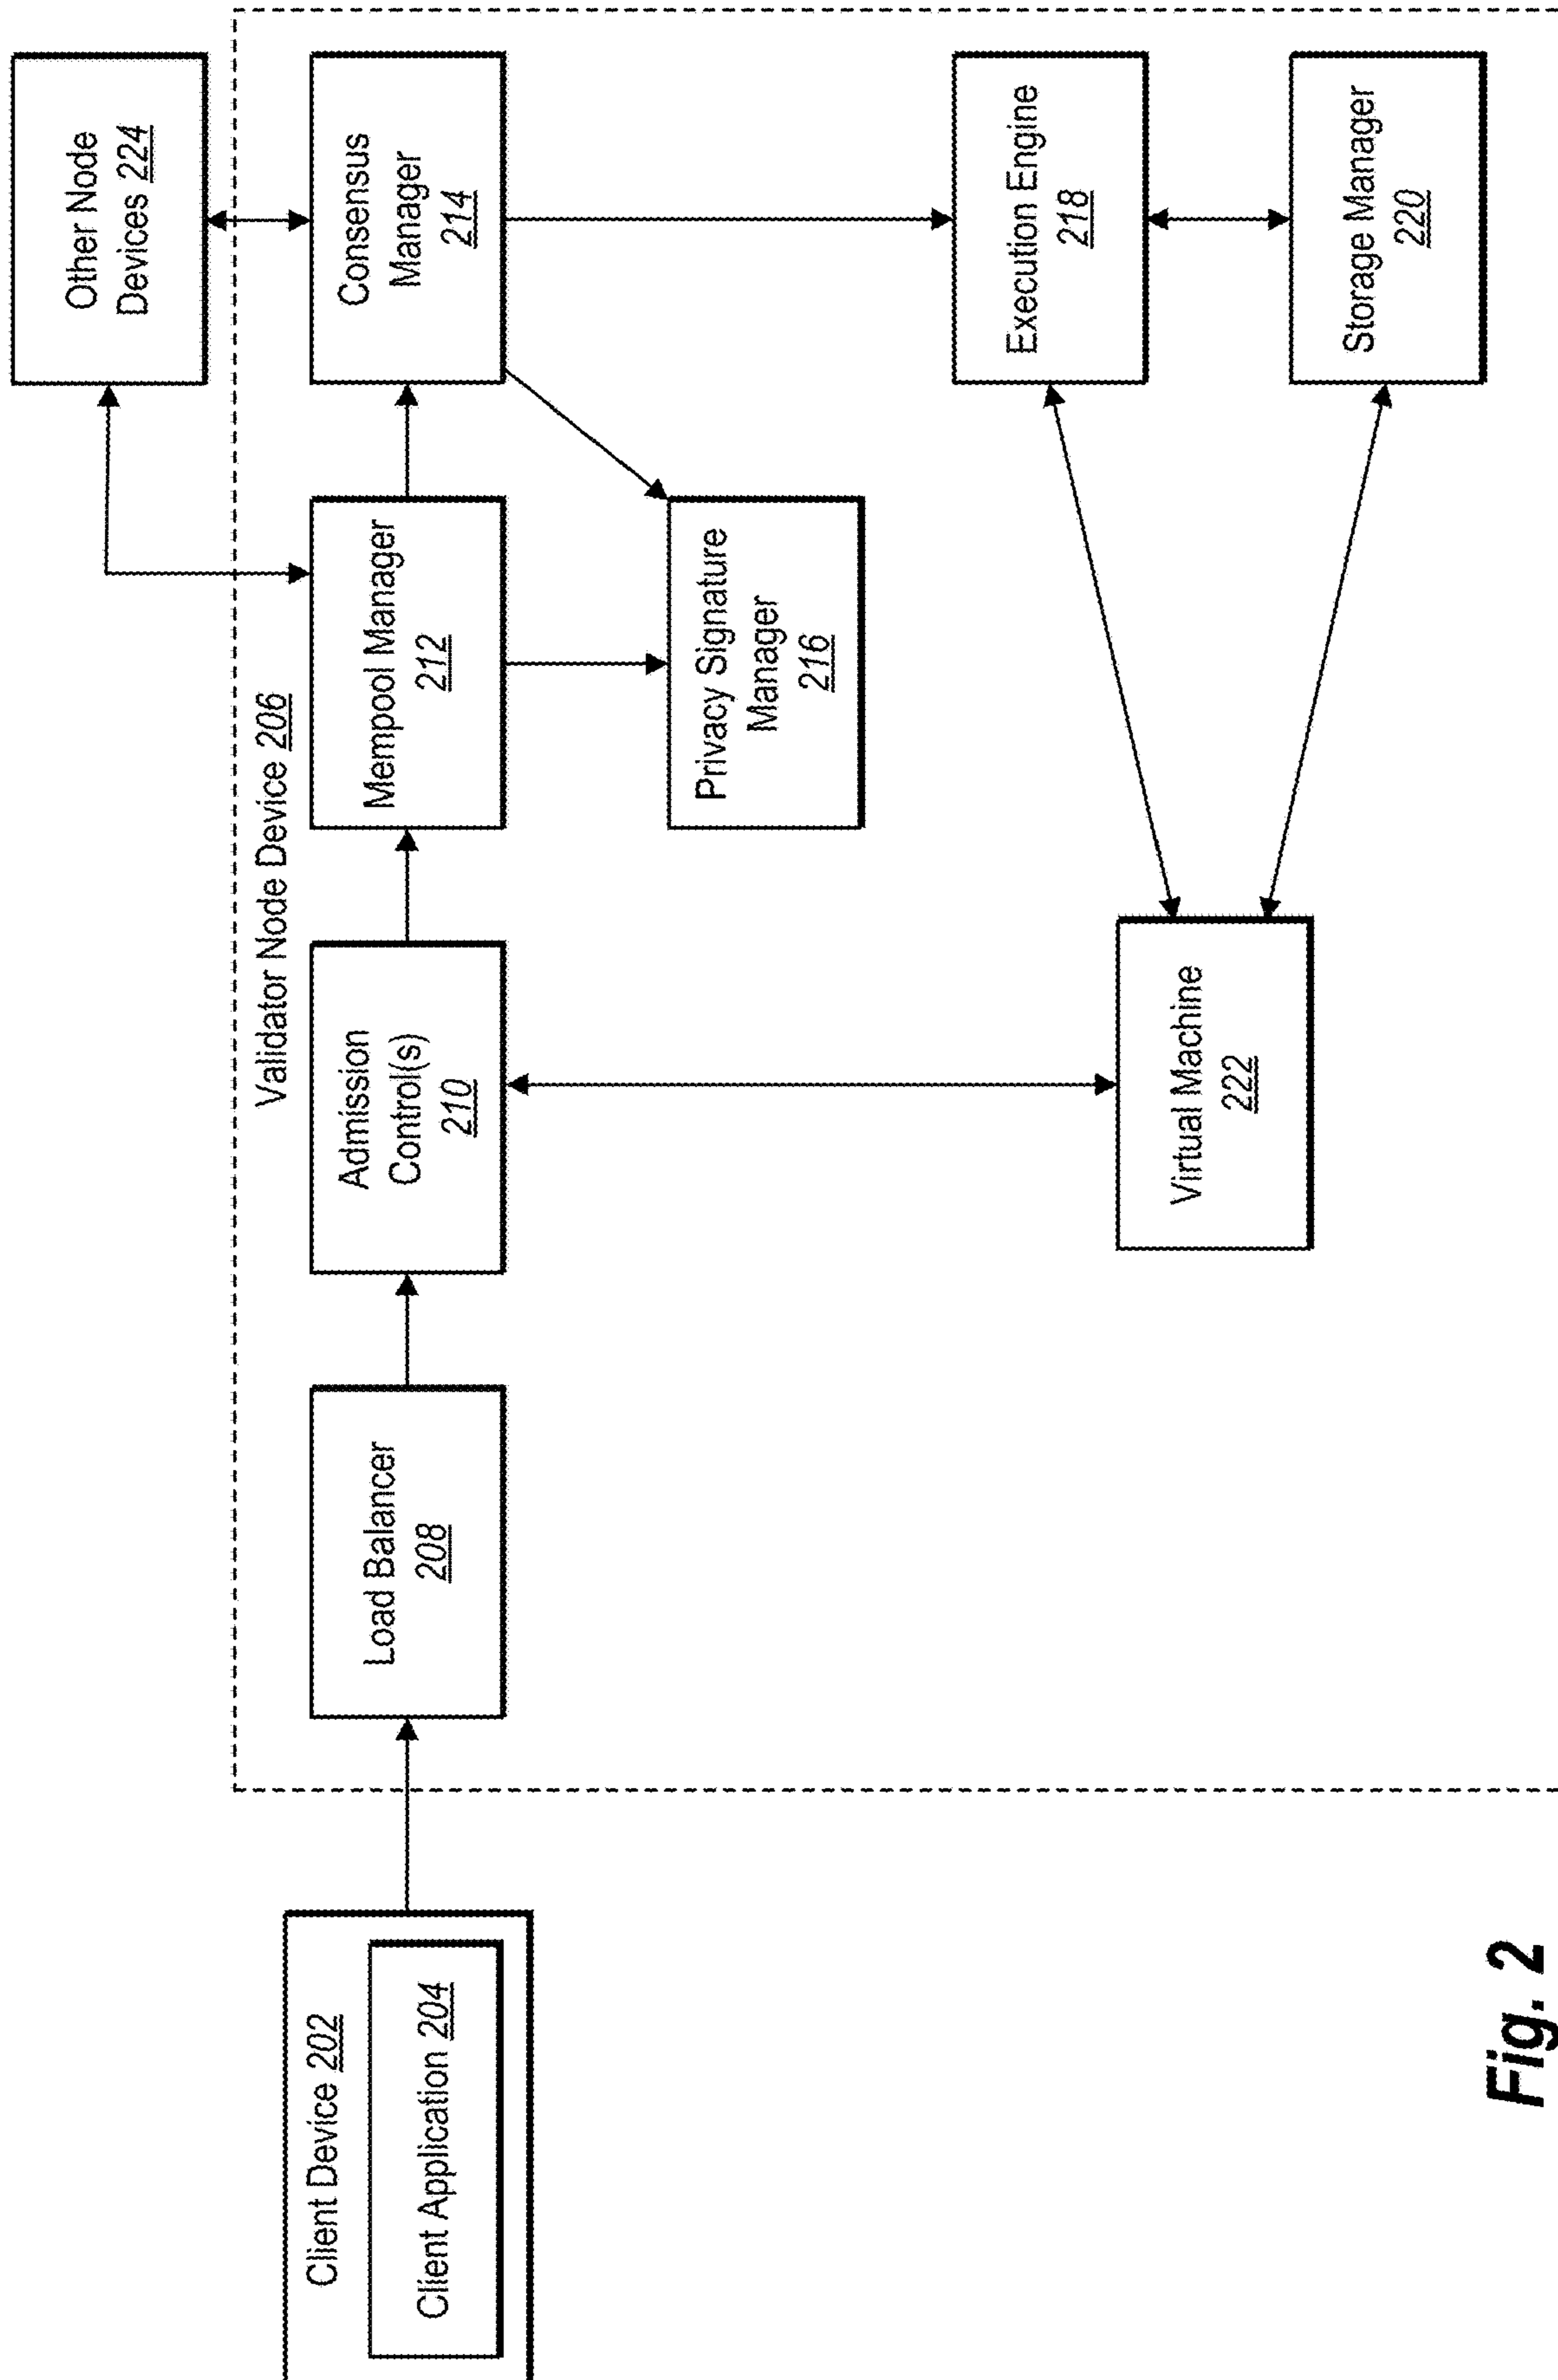 Other Node
Devices 224
Validator Node Device 206
Client Device 202
Client Application 204
Load Balancer
208
Admission
Control(s)
210
Mempool Manager
212
Consensus
Manager
214
Privacy Signature
Manager
216
Execution Engine
218
Virtual Machine
222
Storage Manager
220
Fig. 2